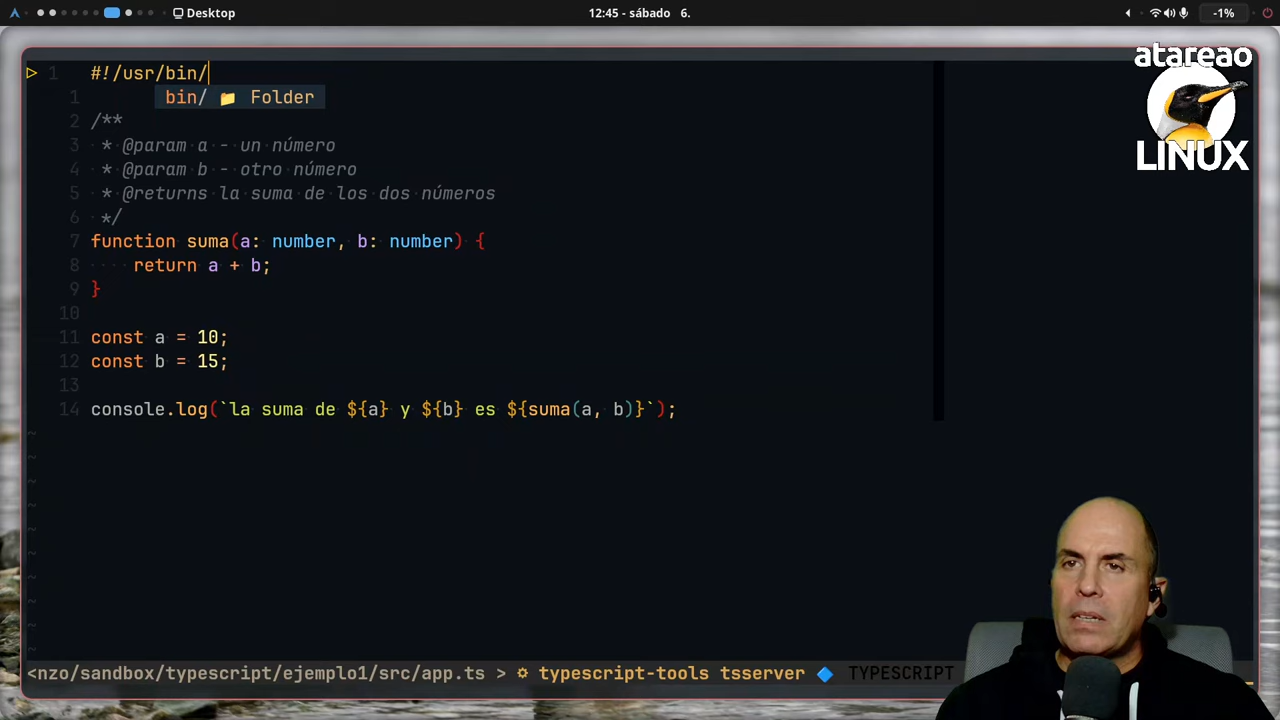 Desktop
12:45 - sábado 6.
-1%
atareao
LINUX
1 #!/usr/bin/
1 bin/ 📁 Folder
2 /**
3 * @param a - un número
4 * @param b - otro número
5 * @returns la suma de los dos números
6 */
7 function suma(a: number, b: number) {
8 return a + b;
9 }
10
11 const a = 10;
12 const b = 15;
13
14 console.log(`la suma de ${a} y ${b} es ${suma(a, b)}`);
<nzo/sandbox/typescript/ejemplo1/src/app.ts > ⚙ typescript-tools tsserver 🔷 TYPESCRIPT